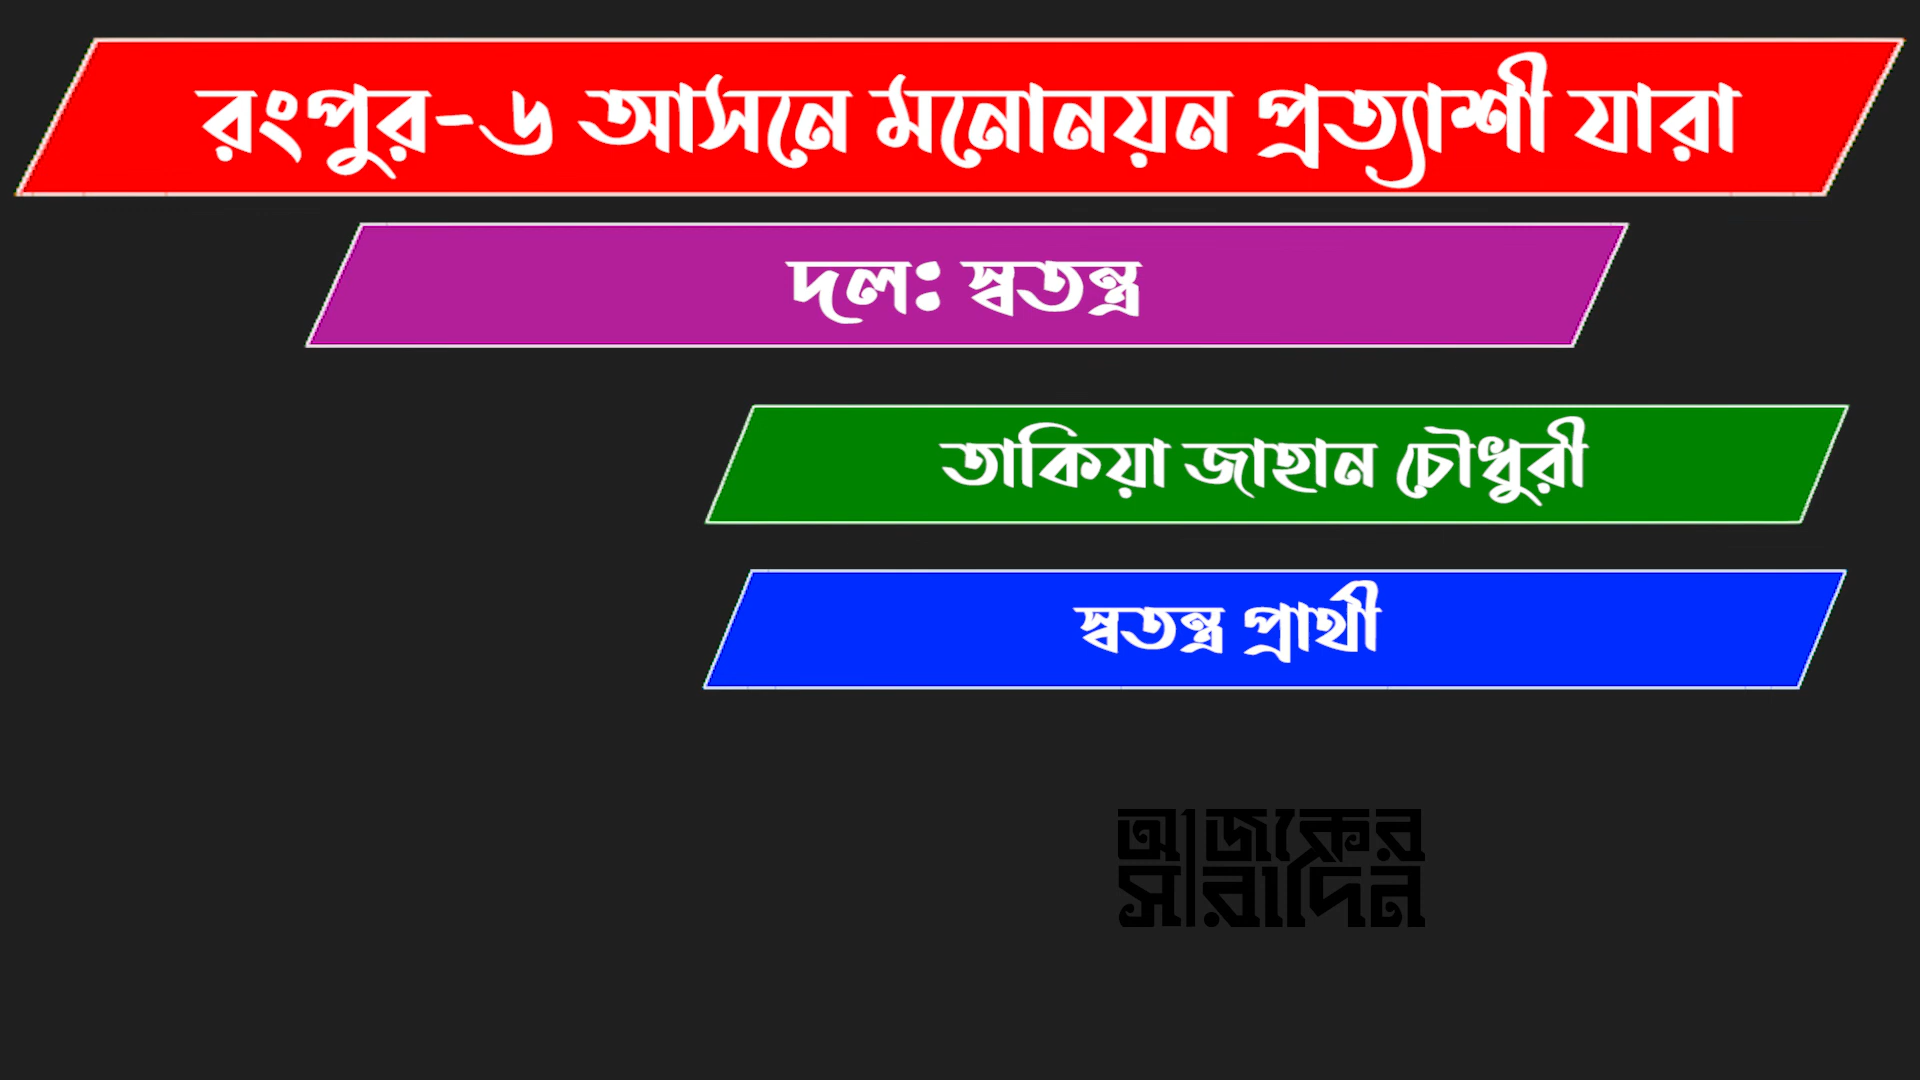 রংপুর-৬ আসনে মনোনয়ন প্রত্যাশী যারা
দল: স্বতন্ত্র
তাকিয়া জাহান চৌধুরী
স্বতন্ত্র প্রার্থী
আজকের
সারাদিন